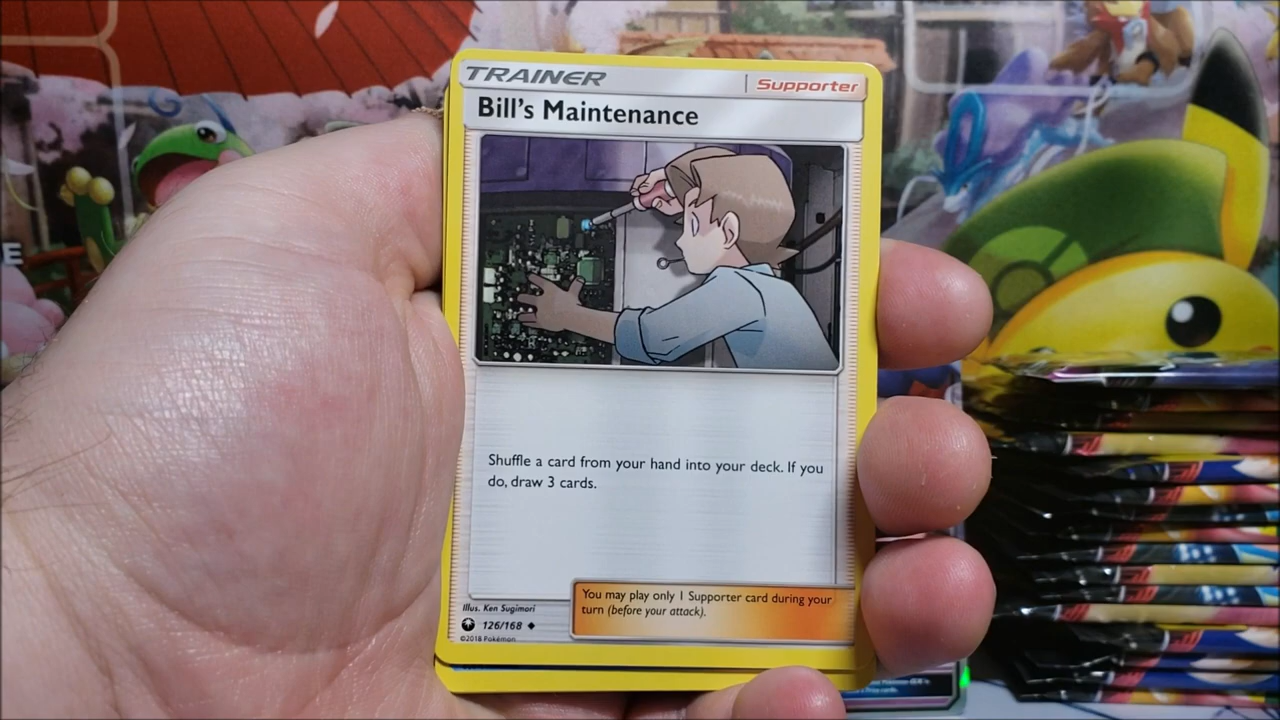 TRAINER
Supporter
Bill's Maintenance
Shuffle a card from your hand into your deck. If you
do, draw 3 cards.
You may play only 1 Supporter card during your
turn (before your attack).
Illus. Ken Sugimori
126/168
©2018 Pokémon
E